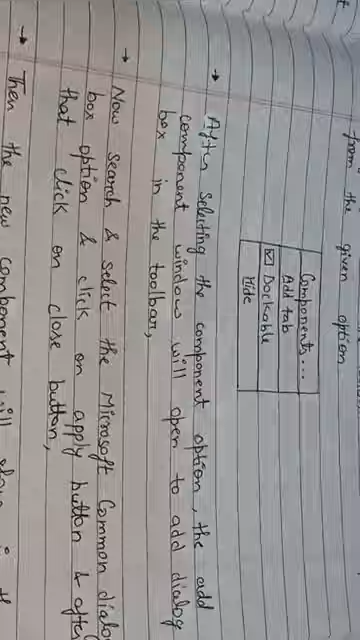 from the given option.
Components...
Add tab
☒ Dockable
Hide
→ After selecting the component option, the add
component window will open to add dialog
box in the toolbar,
→ Now search & select the Microsoft Common dialog
box option & click on apply button & after
that click on close button,
→ Then the new component will